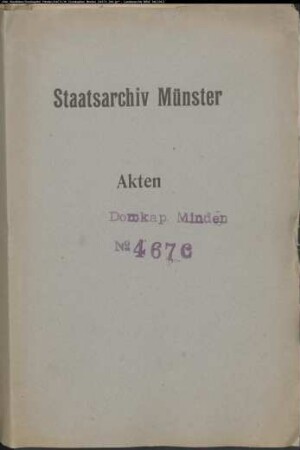 Staatsarchiv Münster
Akten
Domkap. Minden
№ 4676